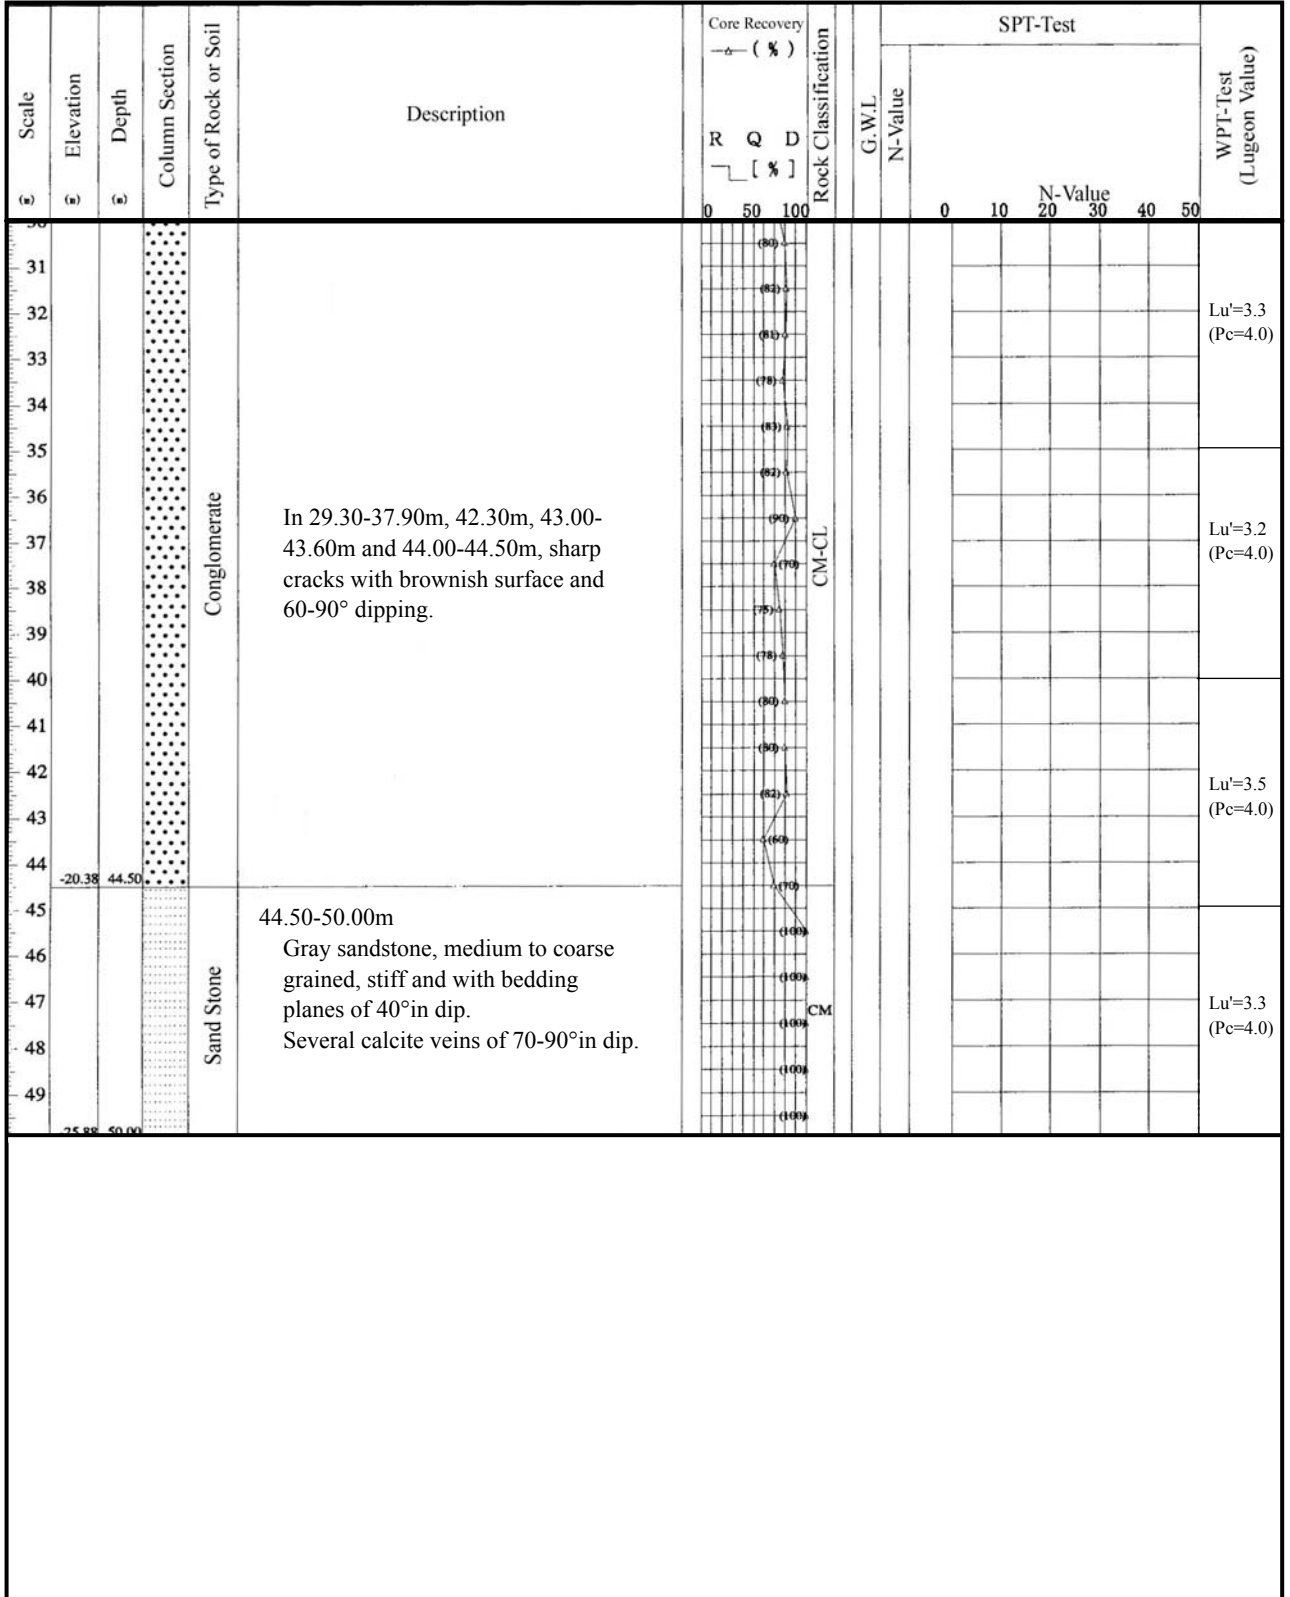 Scale
(m)
Elevation
(m)
Depth
(m)
Column Section
Type of Rock or Soil
Description
Core Recovery
( % )
R Q D
[ % ]
0 50 100
Rock Classification
G.W.L
N-Value
SPT-Test
N-Value
0 10 20 30 40 50
WPT-Test
(Lugeon Value)
31
32
33
34
35
36
37
38
39
40
41
42
43
44
45
46
47
48
49
-20.38 44.50
-25.88 50.00
Conglomerate
Sand Stone
In 29.30-37.90m, 42.30m, 43.00-
43.60m and 44.00-44.50m, sharp
cracks with brownish surface and
60-90° dipping.
44.50-50.00m
Gray sandstone, medium to coarse
grained, stiff and with bedding
planes of 40°in dip.
Several calcite veins of 70-90°in dip.
(80)
(82)
(81)
(78)
(83)
(82)
(90)
(70)
(75)
(78)
(80)
(80)
(82)
(60)
(70)
(100)
(100)
(100)
(100)
(100)
CM-CL
CM
Lu'=3.3
(Pc=4.0)
Lu'=3.2
(Pc=4.0)
Lu'=3.5
(Pc=4.0)
Lu'=3.3
(Pc=4.0)